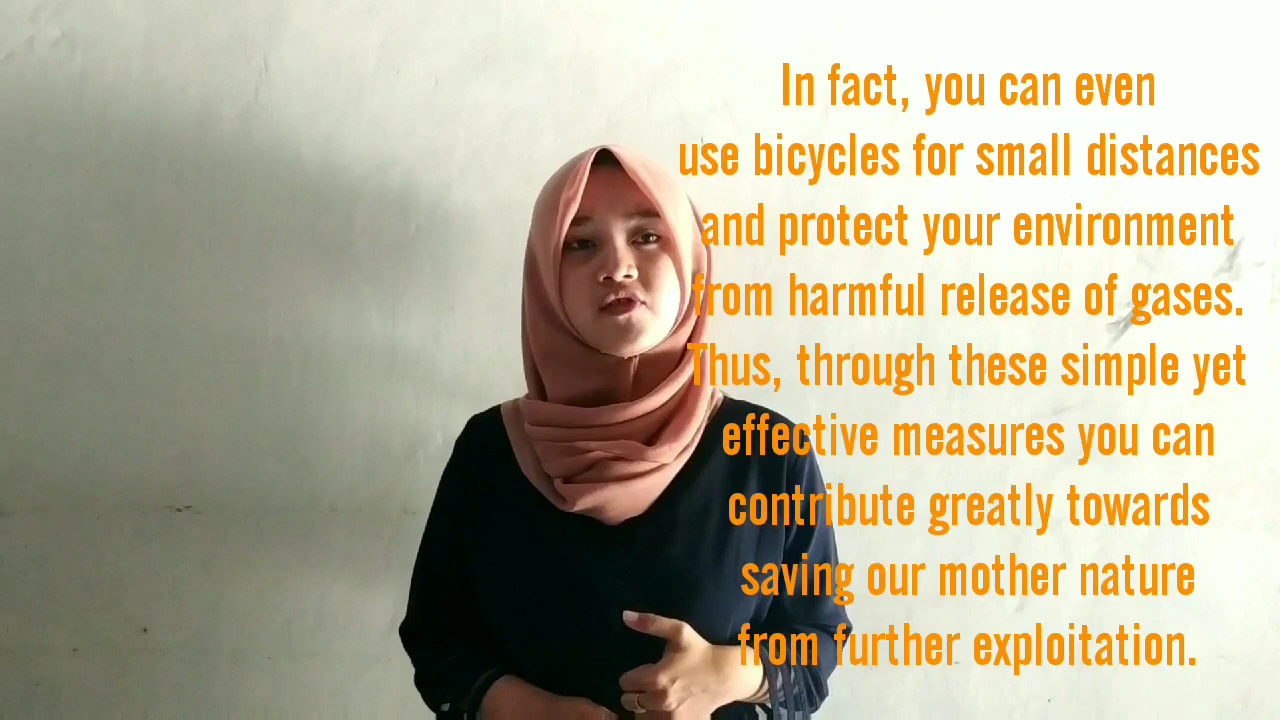 In fact, you can even
use bicycles for small distances
and protect your environment
from harmful release of gases.
Thus, through these simple yet
effective measures you can
contribute greatly towards
saving our mother nature
from further exploitation.